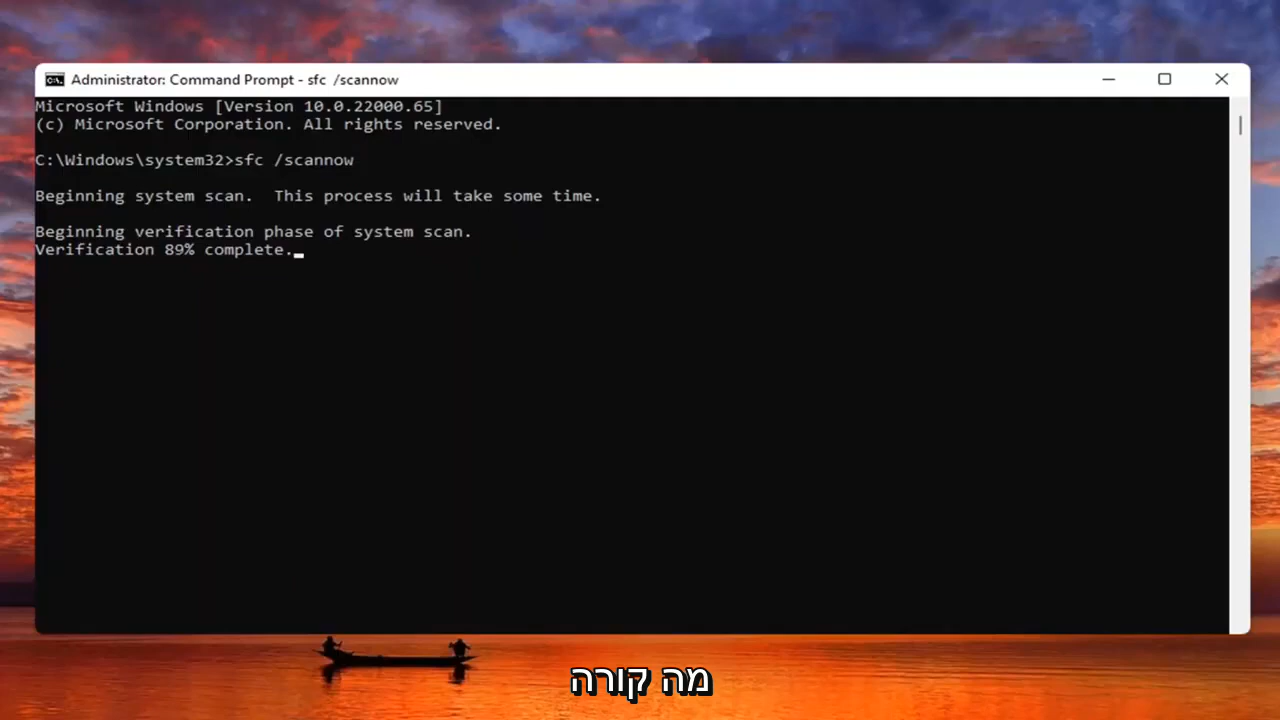 Administrator: Command Prompt - sfc /scannow
Microsoft Windows [Version 10.0.22000.65]
(c) Microsoft Corporation. All rights reserved.
C:\Windows\system32>sfc /scannow
Beginning system scan.  This process will take some time.
Beginning verification phase of system scan.
Verification 89% complete.
מה קורה